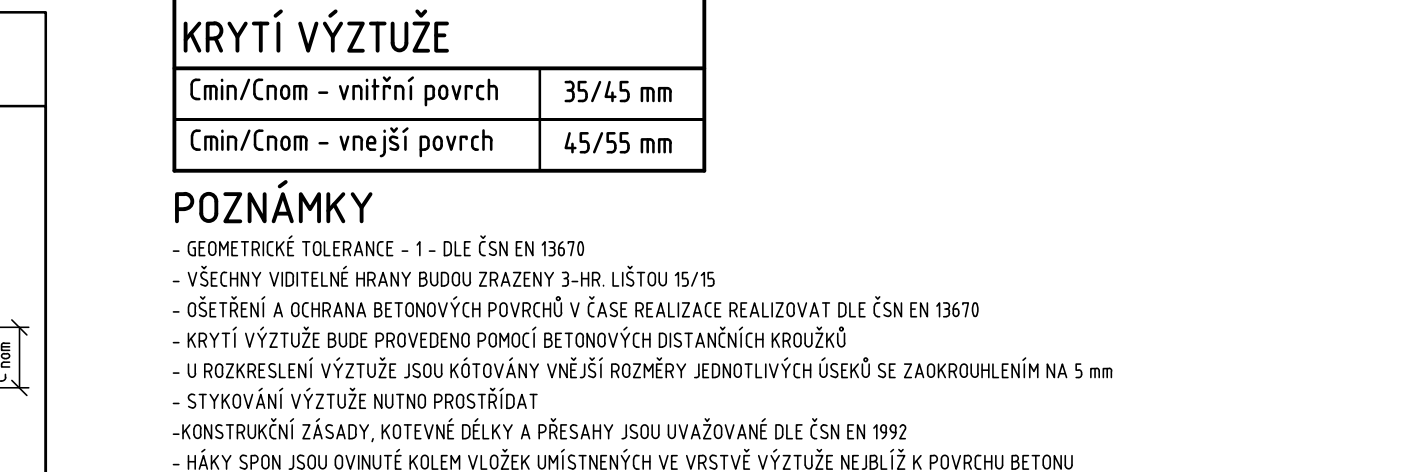 KRYTÍ VÝZTUŽE
Cmin/Cnom - vnitřní povrch 35/45 mm
Cmin/Cnom - vnejší povrch 45/55 mm
POZNÁMKY
- GEOMETRICKÉ TOLERANCE - 1 - DLE ČSN EN 13670
- VŠECHNY VIDITELNÉ HRANY BUDOU ZRAZENY 3-HR. LIŠTOU 15/15
- OŠETŘENÍ A OCHRANA BETONOVÝCH POVRCHŮ V ČASE REALIZACE REALIZOVAT DLE ČSN EN 13670
- KRYTÍ VÝZTUŽE BUDE PROVEDENO POMOCÍ BETONOVÝCH DISTANČNÍCH KROUŽKŮ
- U ROZKRESLENÍ VÝZTUŽE JSOU KÓTOVÁNY VNĚJŠÍ ROZMĚRY JEDNOTLIVÝCH ÚSEKŮ SE ZAOKROUHLENÍM NA 5 mm
- STYKOVÁNÍ VÝZTUŽE NUTNO PROSTŘÍDAT
-KONSTRUKČNÍ ZÁSADY, KOTEVNÉ DÉLKY A PŘESAHY JSOU UVAŽOVANÉ DLE ČSN EN 1992
- HÁKY SPON JSOU OVINUTÉ KOLEM VLOŽEK UMÍSTNENÝCH VE VRSTVĚ VÝZTUŽE NEJBLÍŽ K POVRCHU BETONU
C nom